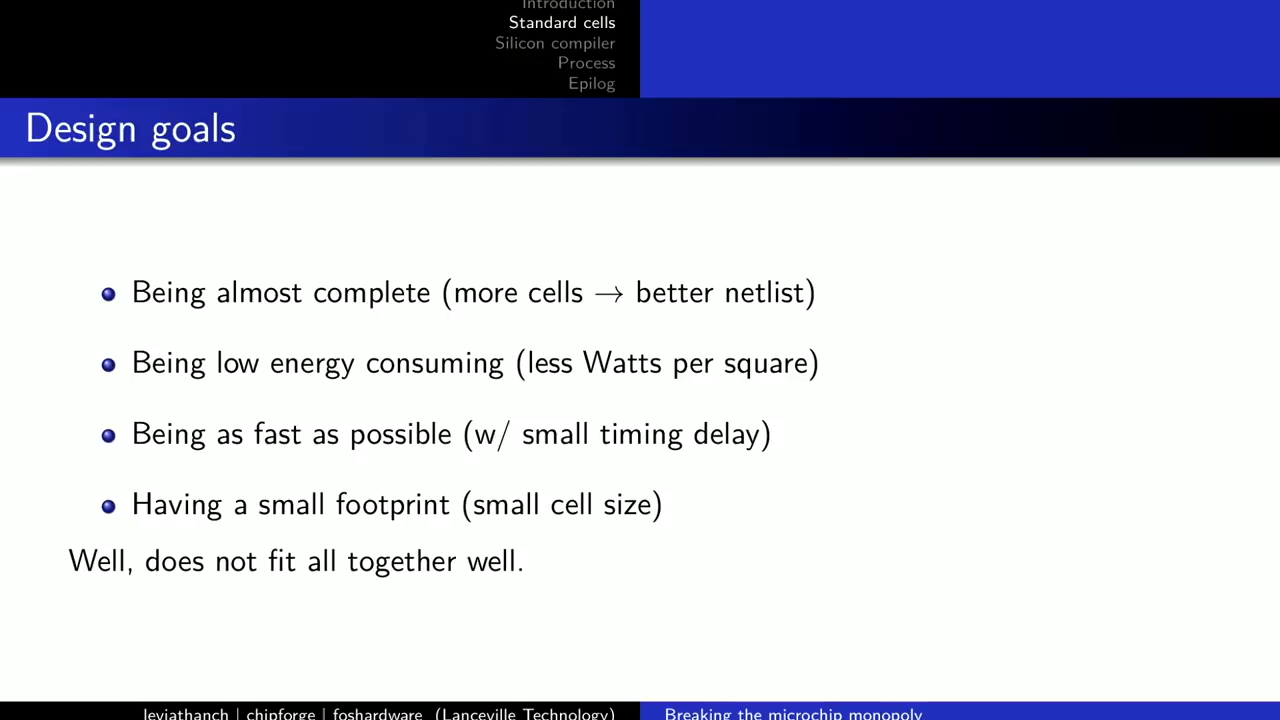 Introduction
Standard cells
Silicon compiler
Process
Epilog
Design goals
Being almost complete (more cells → better netlist)
Being low energy consuming (less Watts per square)
Being as fast as possible (w/ small timing delay)
Having a small footprint (small cell size)
Well, does not fit all together well.
leviathanch | chipforge | foshardware (Lanceville Technology)
Breaking the microchip monopoly